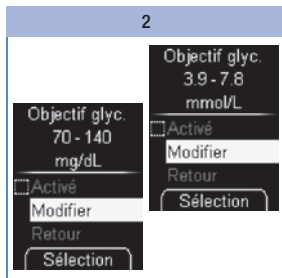 2
Objectif glyc.
70 - 140
mg/dL
Activé
Modifier
Retour
Sélection
Objectif glyc.
3.9 - 7.8
mmol/L
Activé
Modifier
Retour
Sélection